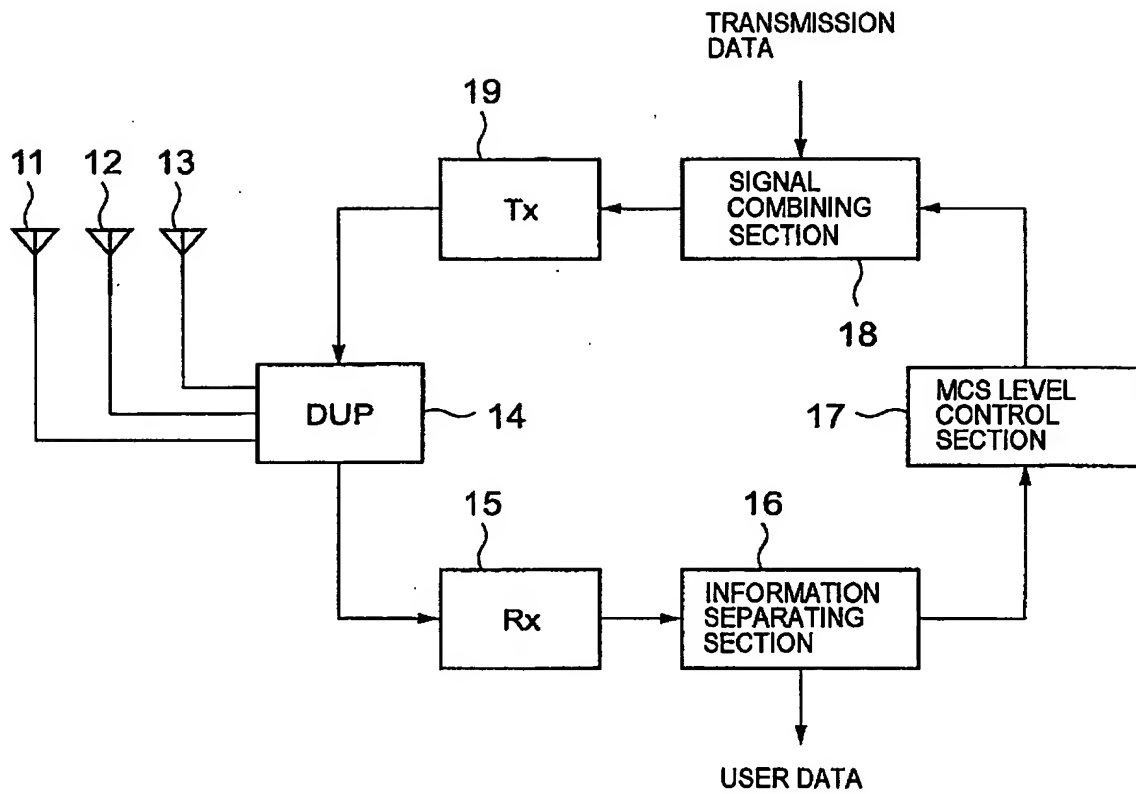 TRANSMISSION
DATA
19
11
12
13
Tx
SIGNAL
COMBINING
SECTION
18
DUP
14
17
MCS LEVEL
CONTROL
SECTION
15
16
Rx
INFORMATION
SEPARATING
SECTION
USER DATA